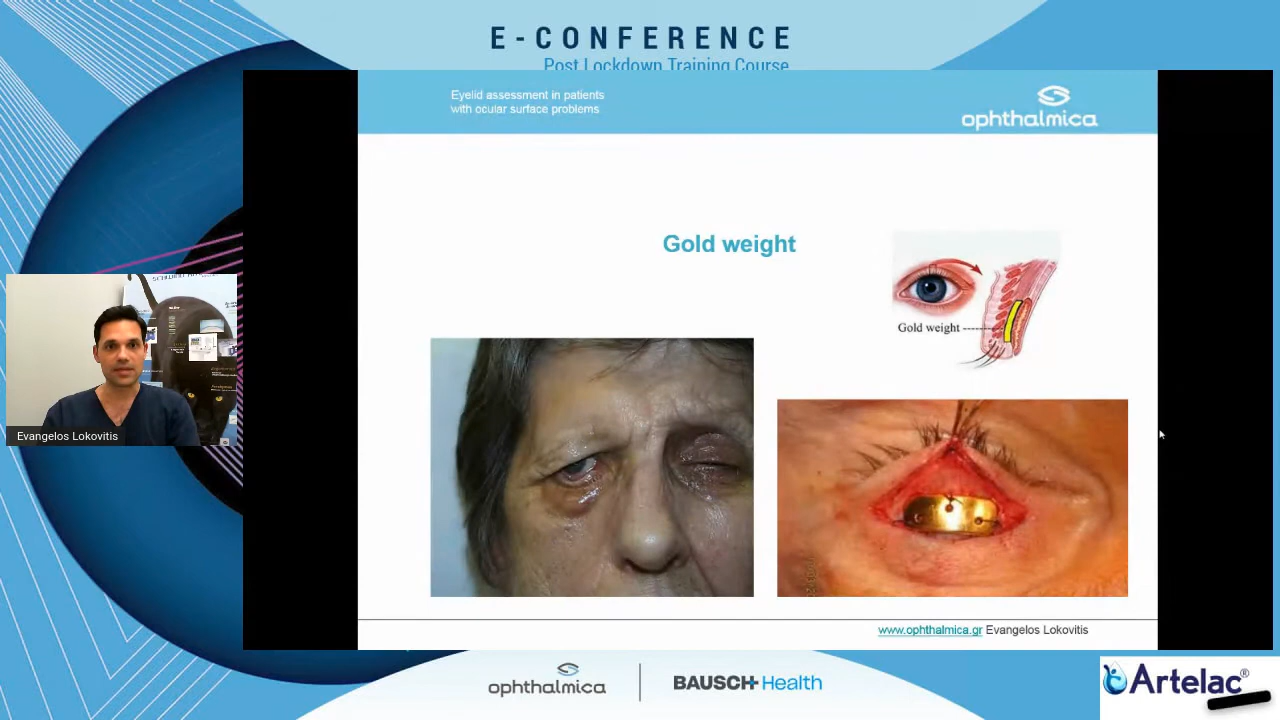 E-CONFERENCE
Post Lockdown Training Course
Eyelid assessment in patients
with ocular surface problems
ophthalmica
Gold weight
Gold weight
Evangelos Lokovitis
www.ophthalmica.gr Evangelos Lokovitis
ophthalmica
BAUSCH+Health
Artelac®